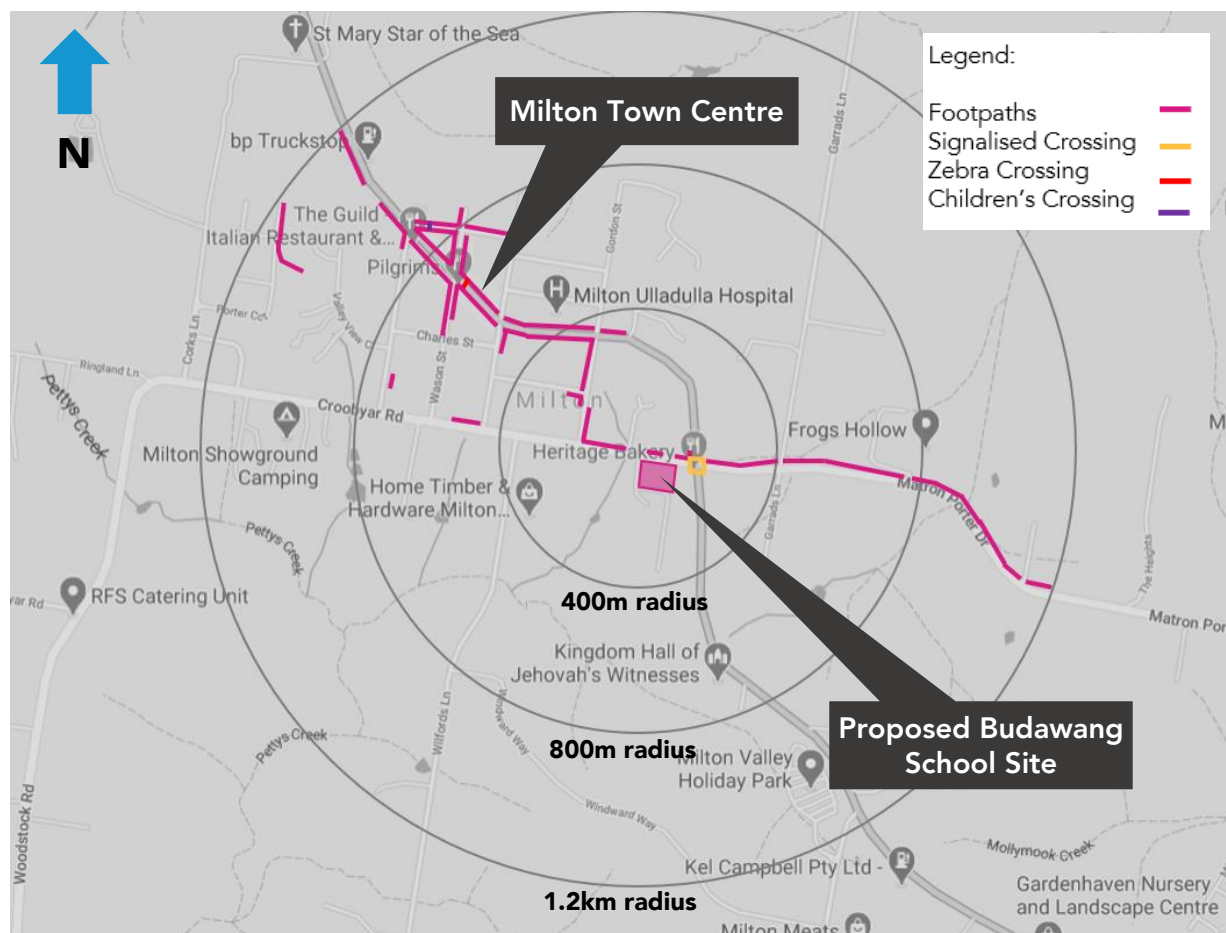 St Mary Star of the Sea
N
bp Truckstop
Milton Town Centre
Garrads Ln
Legend:
Footpaths
Signalised Crossing
Zebra Crossing
Children's Crossing
The Guild -
Italian Restaurant &...
Pilgrims
Gordon St
Milton Ulladulla Hospital
Corks Ln
Porter Cc
Valley View C
Charles St
Wason St
Ringland Ln
Pettys Creek
Croobyar Rd
Milton
Milton Showground
Camping
Heritage Bakery
Frogs Hollow
Home Timber &
Hardware Milton...
Garrads Ln
Matron Porter Dr
The Heights
Pettys Creek
RFS Catering Unit
yar Rd
400m radius
Matron Por
Kingdom Hall of
Jehovah's Witnesses
Wilfords Ln
Windward Way
Pettys Creek
800m radius
Proposed Budawang
School Site
Milton Valley
Holiday Park
Woodstock Rd
Windward Way
Mollymook Creek
Kel Campbell Pty Ltd -
1.2km radius
Gardenhaven Nursery
and Landscape Centre
Milton Meats
M